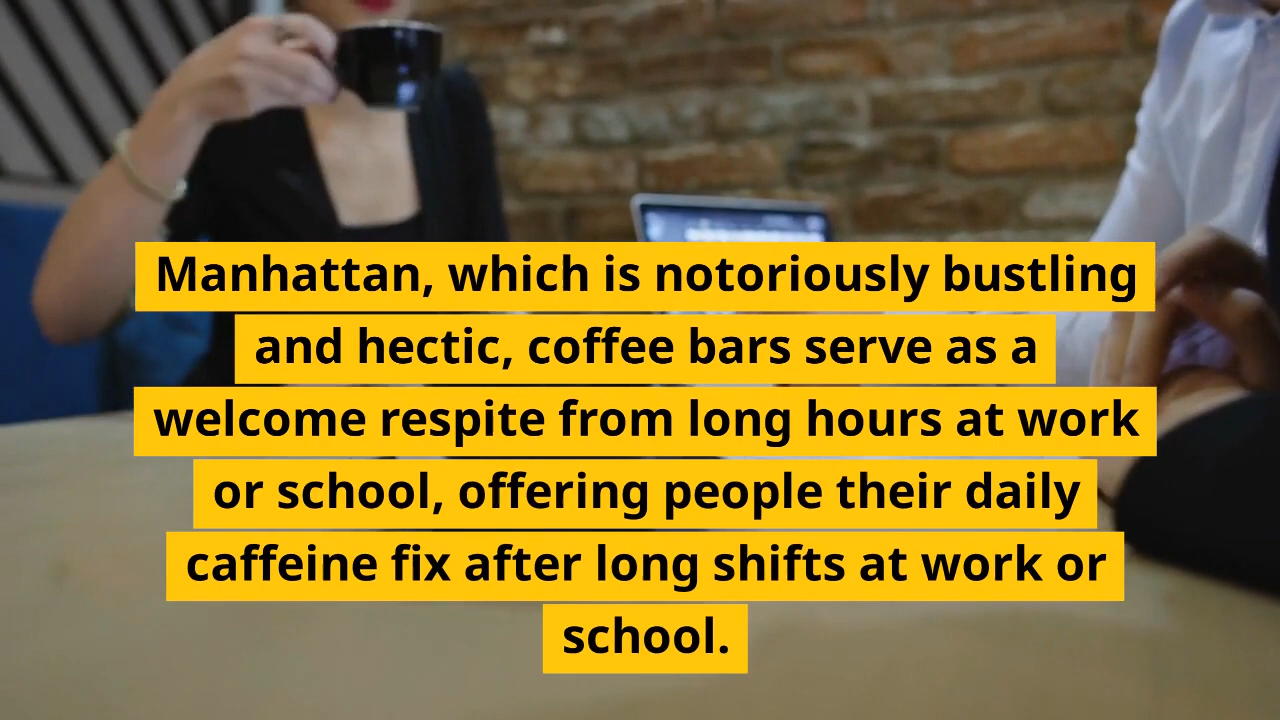 Manhattan, which is notoriously bustling
and hectic, coffee bars serve as a
welcome respite from long hours at work
or school, offering people their daily
caffeine fix after long shifts at work or
school.